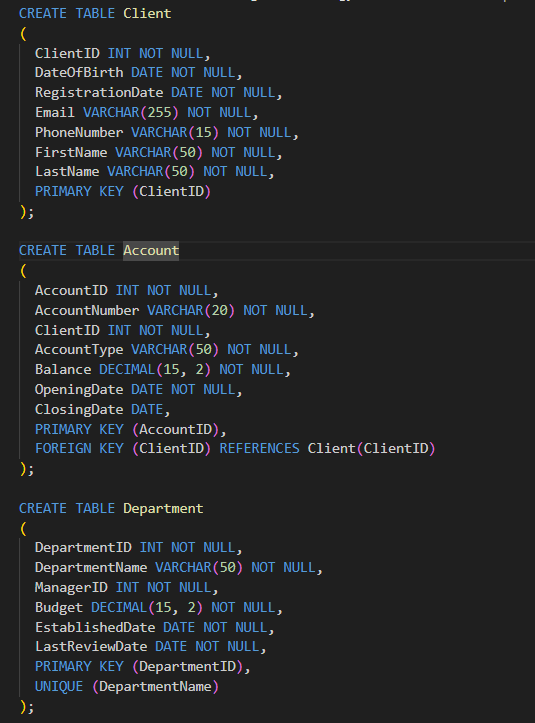 CREATE TABLE Client
(
ClientID INT NOT NULL,
DateOfBirth DATE NOT NULL,
RegistrationDate DATE NOT NULL,
Email VARCHAR(255) NOT NULL,
PhoneNumber VARCHAR(15) NOT NULL,
FirstName VARCHAR(50) NOT NULL,
LastName VARCHAR(50) NOT NULL,
PRIMARY KEY (ClientID)
);
CREATE TABLE Account
(
AccountID INT NOT NULL,
AccountNumber VARCHAR(20) NOT NULL,
ClientID INT NOT NULL,
AccountType VARCHAR(50) NOT NULL,
Balance DECIMAL(15, 2) NOT NULL,
OpeningDate DATE NOT NULL,
ClosingDate DATE,
PRIMARY KEY (AccountID),
FOREIGN KEY (ClientID) REFERENCES Client(ClientID)
);
CREATE TABLE Department
(
DepartmentID INT NOT NULL,
DepartmentName VARCHAR(50) NOT NULL,
ManagerID INT NOT NULL,
Budget DECIMAL(15, 2) NOT NULL,
EstablishedDate DATE NOT NULL,
LastReviewDate DATE NOT NULL,
PRIMARY KEY (DepartmentID),
UNIQUE (DepartmentName)
);